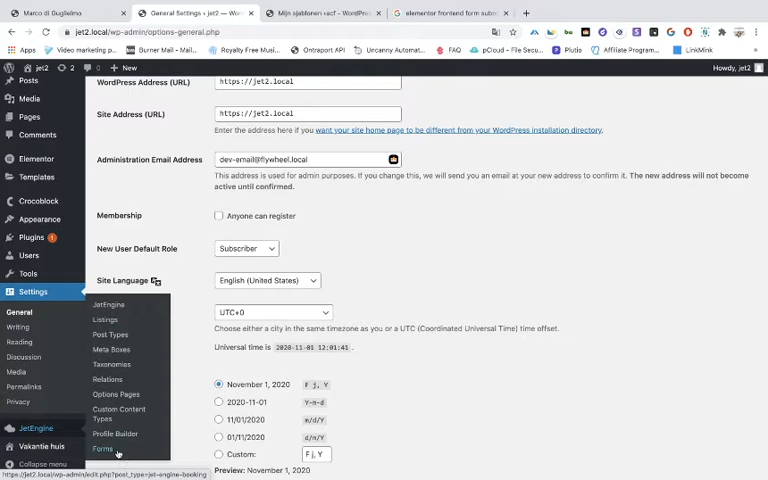 Marco di Guglielmo
General Settings ‹ jet2 — Wor
Mijn sjablonen ‹acf - WordPres
elementor frontend form subm
jet2.local/wp-admin/options-general.php
Apps
Video marketing p...
Burner Mail - Mail...
Royalty Free Musi...
Ontraport API
Uncanny Automat...
FAQ
pCloud - File Secu...
Plutio
Affiliate Program...
LinkMink
jet2
2
0
New
Howdy, jet2
Posts
Media
Pages
Comments
Elementor
Templates
Crocoblock
Appearance
Plugins 1
Users
Tools
Settings
General
Writing
Reading
Discussion
Media
Permalinks
Privacy
JetEngine
Vakantie huis
Collapse menu
JetEngine
Listings
Post Types
Meta Boxes
Taxonomies
Relations
Options Pages
Custom Content
Types
Profile Builder
Forms
WordPress Address (URL)
https://jet2.local
Site Address (URL)
https://jet2.local
Enter the address here if you want your site home page to be different from your WordPress installation directory.
Administration Email Address
dev-email@flywheel.local
This address is used for admin purposes. If you change this, we will send you an email at your new address to confirm it. The new address will not become
active until confirmed.
Membership
Anyone can register
New User Default Role
Subscriber
Site Language
English (United States)
UTC+0
Choose either a city in the same timezone as you or a UTC (Coordinated Universal Time) time offset.
Universal time is 2020-11-01 12:01:41 .
November 1, 2020 F j, Y
2020-11-01 Y-m-d
11/01/2020 m/d/Y
01/11/2020 d/m/Y
Custom: F j, Y
Preview: November 1, 2020
https://jet2.local/wp-admin/edit.php?post_type=jet-engine-booking